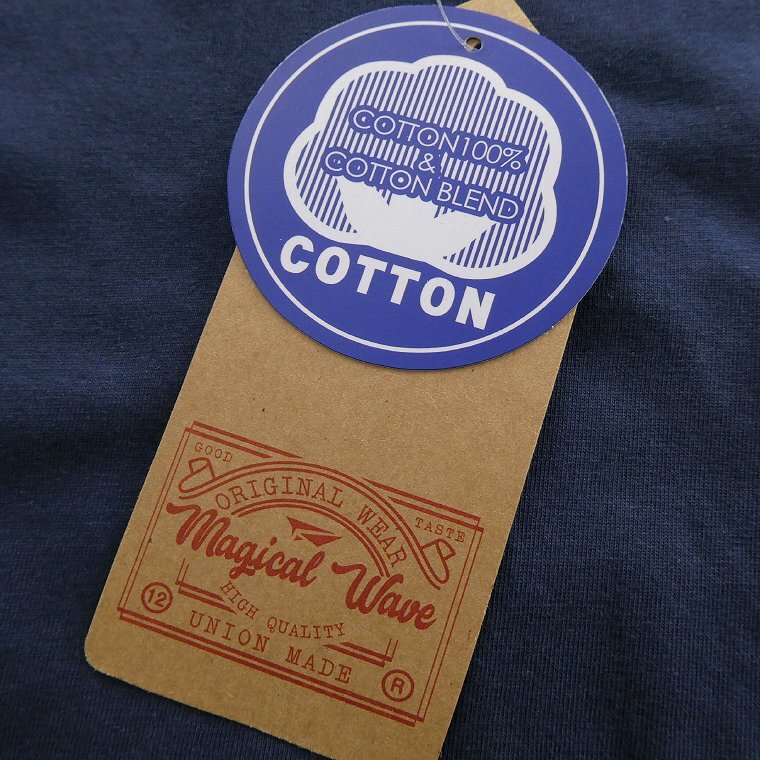 COTTON100%
&
COTTON BLEND
COTTON
GOOD
TASTE
ORIGINAL WEAR
Magical Wave
HIGH QUALITY
12
UNION MADE
R